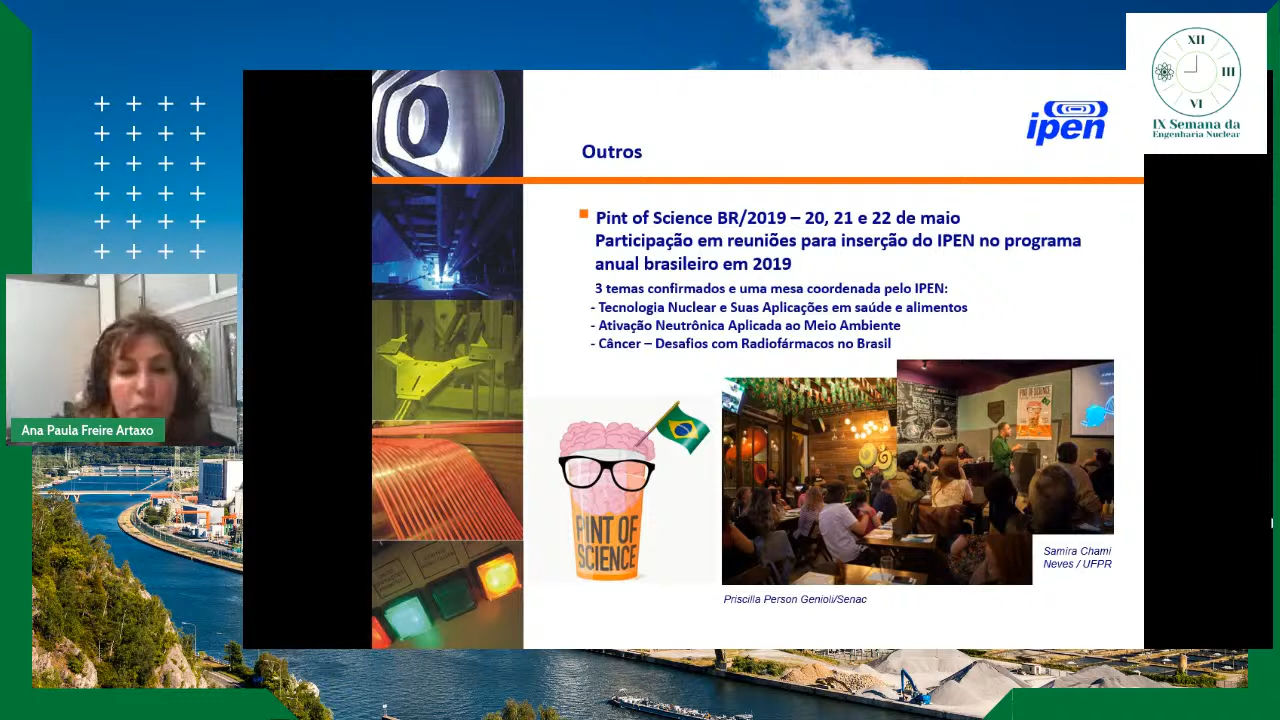 XII
III
VI
IX Semana da
Engenharia Nuclear
ipen
Outros
Pint of Science BR/2019 – 20, 21 e 22 de maio
Participação em reuniões para inserção do IPEN no programa
anual brasileiro em 2019
3 temas confirmados e uma mesa coordenada pelo IPEN:
- Tecnologia Nuclear e Suas Aplicações em saúde e alimentos
- Ativação Neutrônica Aplicada ao Meio Ambiente
- Câncer – Desafios com Radiofármacos no Brasil
Ana Paula Freire Artaxo
PINT OF
SCIENCE
PINT OF
SCIENCE
Samira Chami
Neves / UFPR
Priscilla Person Genioli/Senac